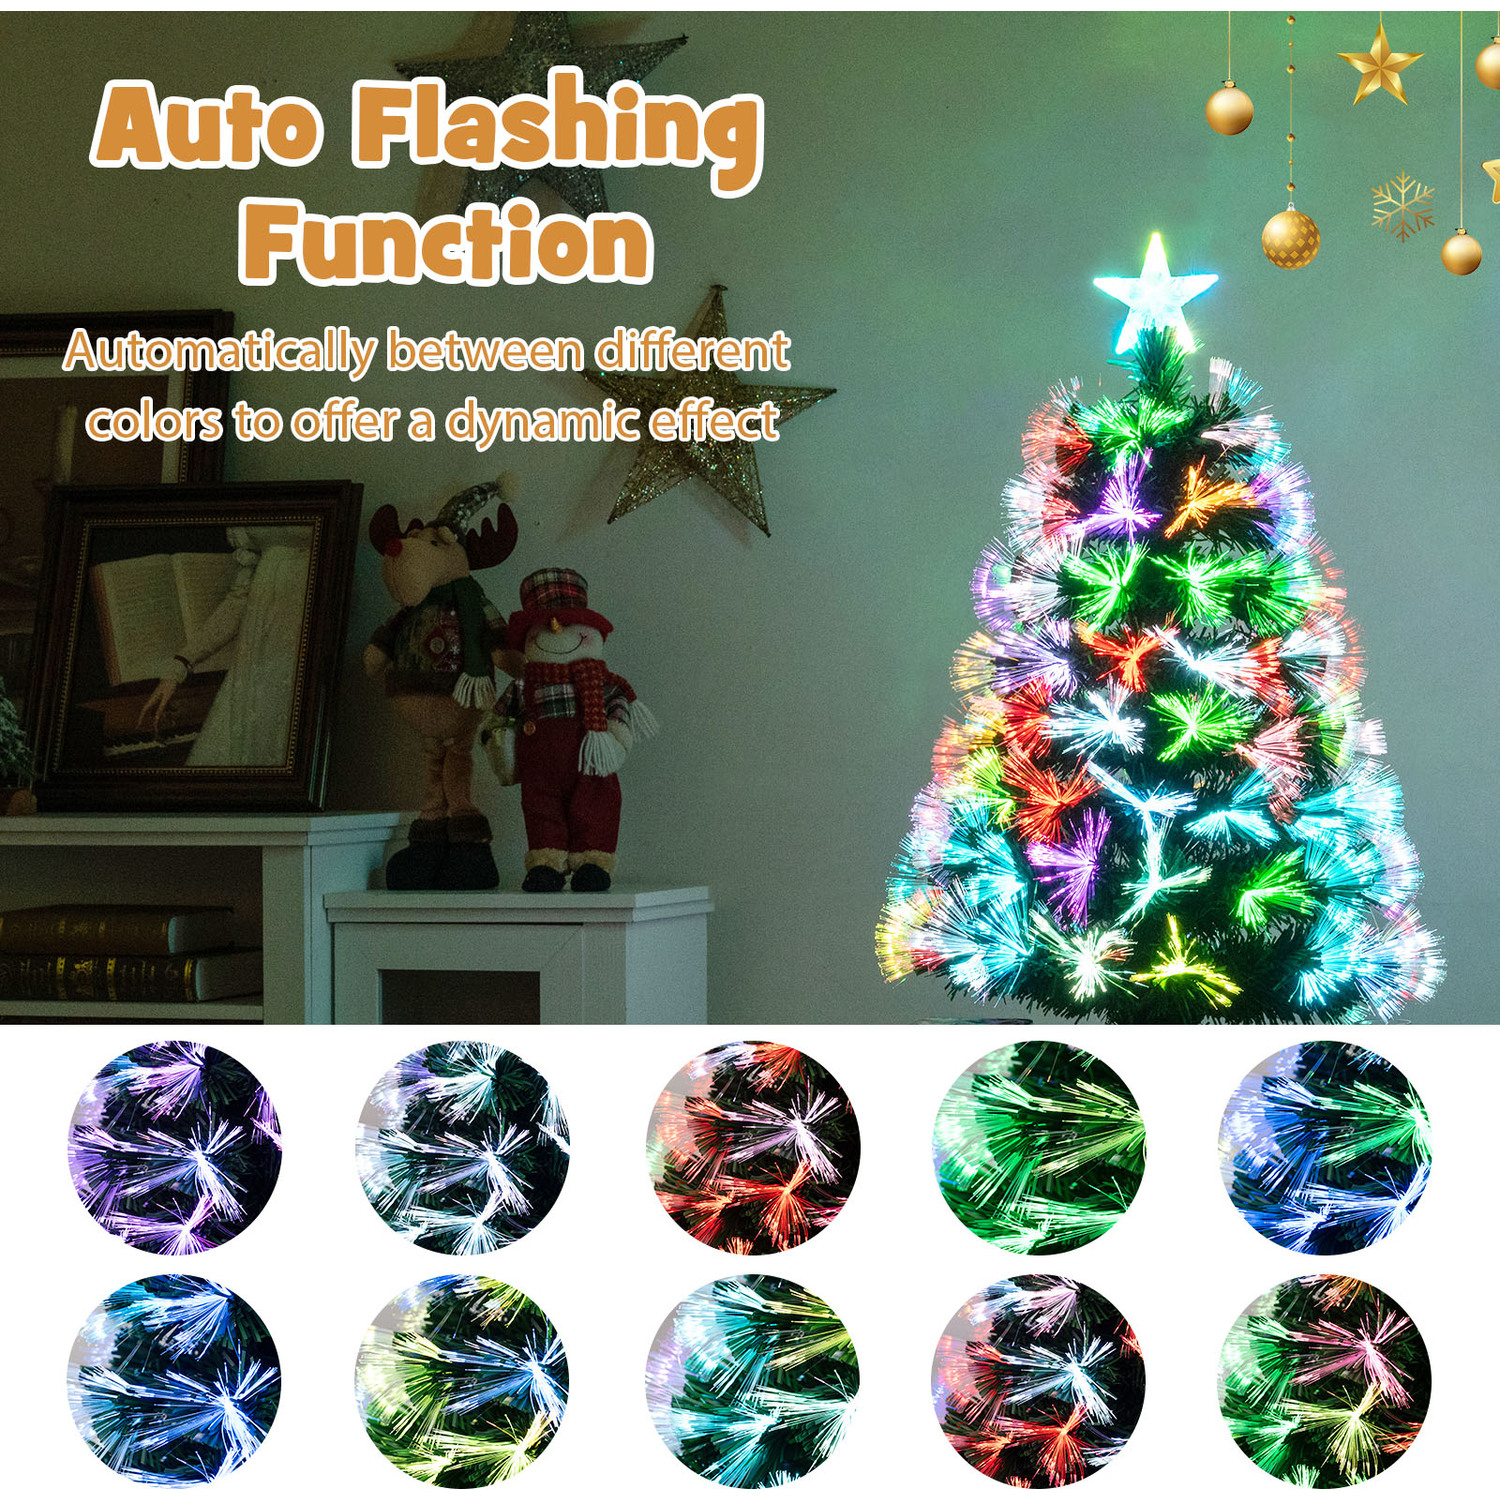 Auto Flashing
Function
Automatically between different
colors to offer a dynamic effect